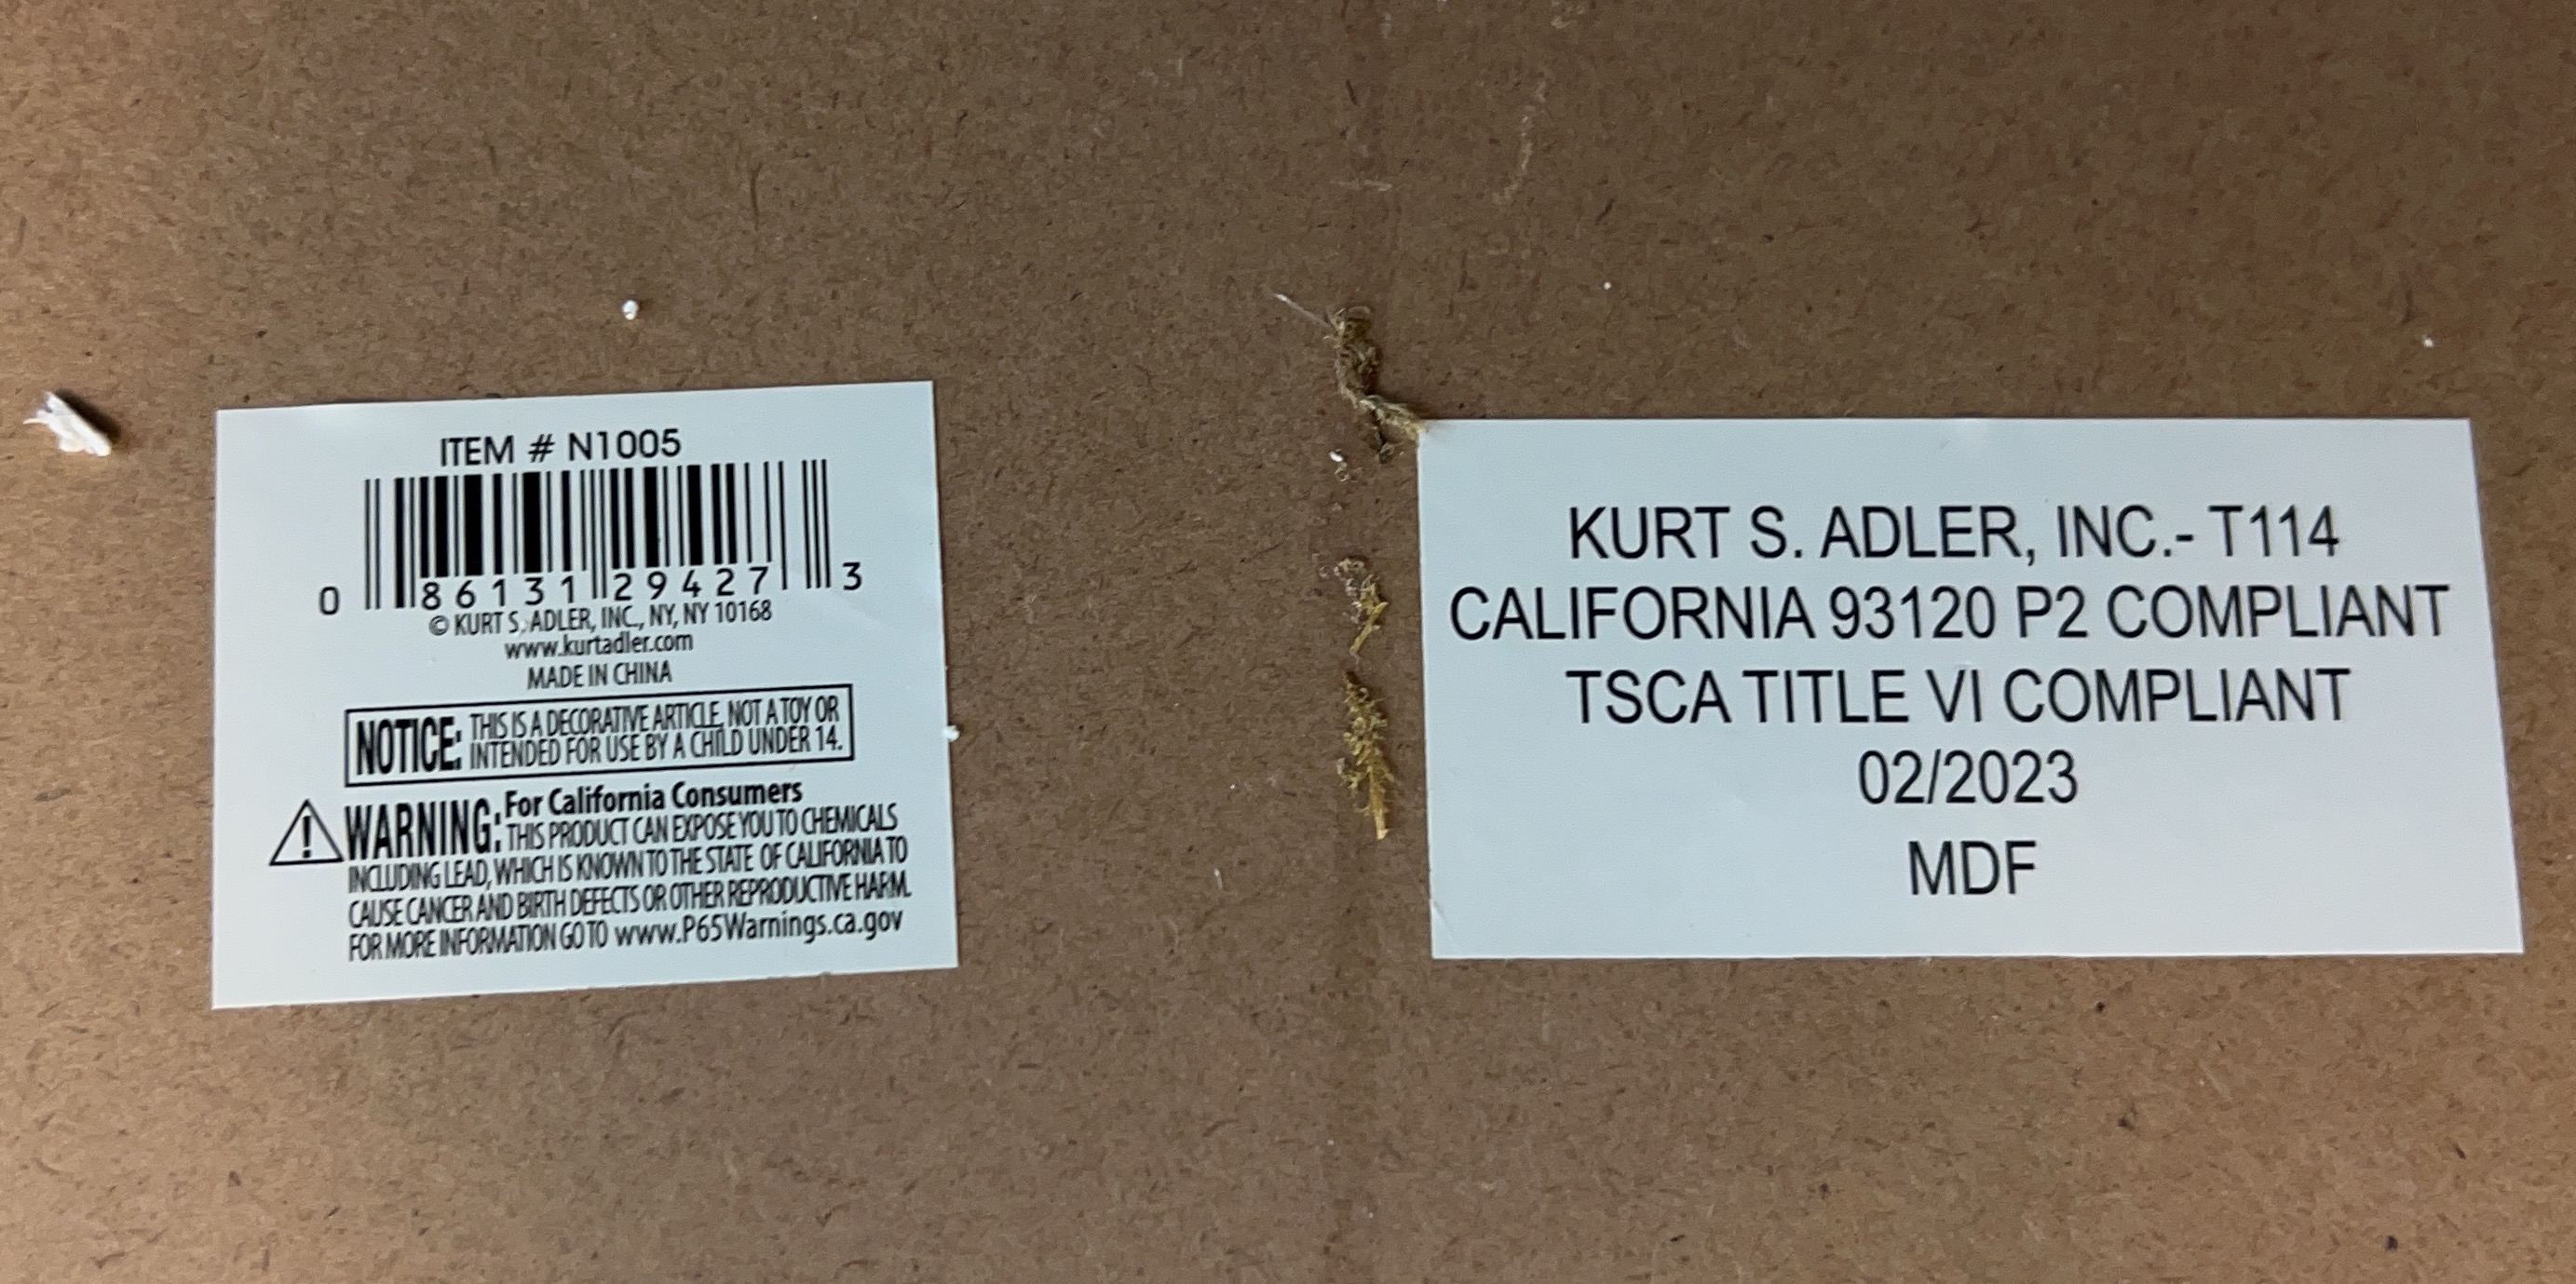 ITEM # N1005
0 86131 29427 3
© KURT S. ADLER, INC., NY, NY 10168
www.kurtadler.com
MADE IN CHINA
NOTICE: THIS IS A DECORATIVE ARTICLE, NOT A TOY OR
INTENDED FOR USE BY A CHILD UNDER 14.
WARNING: For California Consumers
THIS PRODUCT CAN EXPOSE YOU TO CHEMICALS
INCLUDING LEAD, WHICH IS KNOWN TO THE STATE OF CALIFORNIA TO
CAUSE CANCER AND BIRTH DEFECTS OR OTHER REPRODUCTIVE HARM.
FOR MORE INFORMATION GO TO www.P65Warnings.ca.gov
KURT S. ADLER, INC.- T114
CALIFORNIA 93120 P2 COMPLIANT
TSCA TITLE VI COMPLIANT
02/2023
MDF